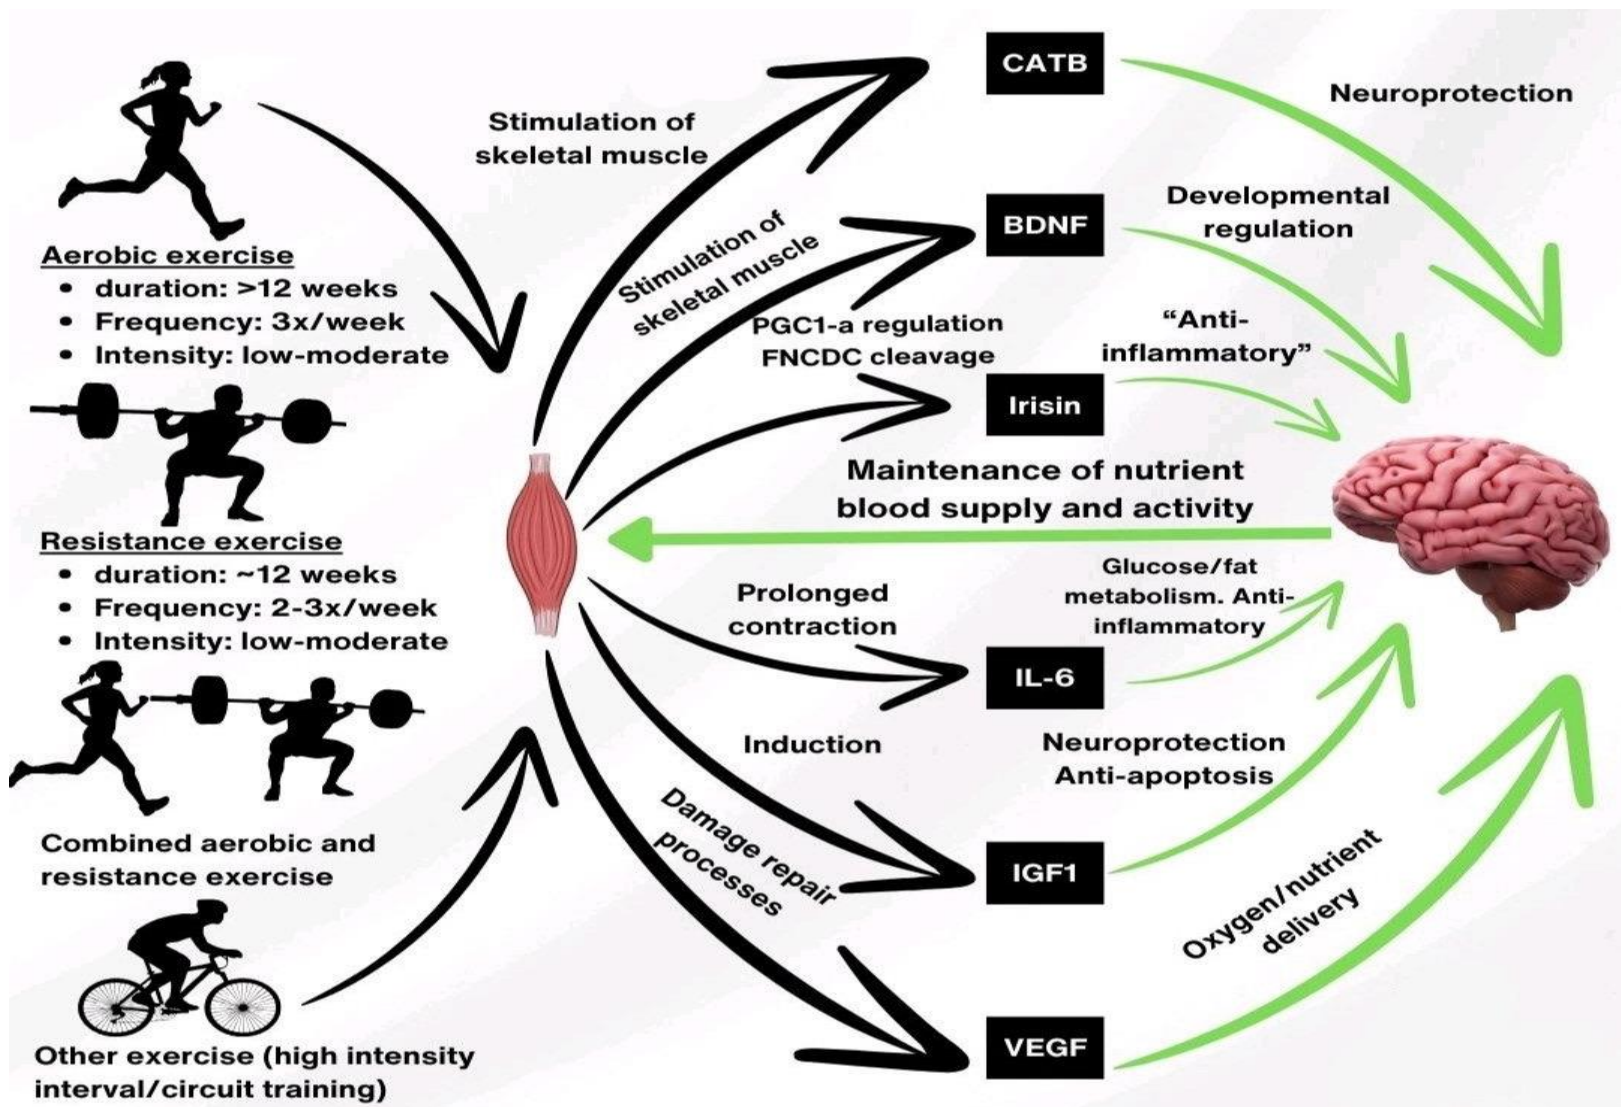 Aerobic exercise
• duration: >12 weeks
• Frequency: 3x/week
• Intensity: low-moderate
Resistance exercise
• duration: ~12 weeks
• Frequency: 2-3x/week
• Intensity: low-moderate
Combined aerobic and
resistance exercise
Other exercise (high intensity
interval/circuit training)
Stimulation of
skeletal muscle
Stimulation of
skeletal muscle
PGC1-a regulation
FNCDC cleavage
Prolonged
contraction
Induction
Damage repair
processes
CATB
BDNF
Irisin
Maintenance of nutrient
blood supply and activity
IL-6
IGF1
VEGF
Neuroprotection
Developmental
regulation
“Anti-
inflammatory”
Glucose/fat
metabolism. Anti-
inflammatory
Neuroprotection
Anti-apoptosis
Oxygen/nutrient
delivery